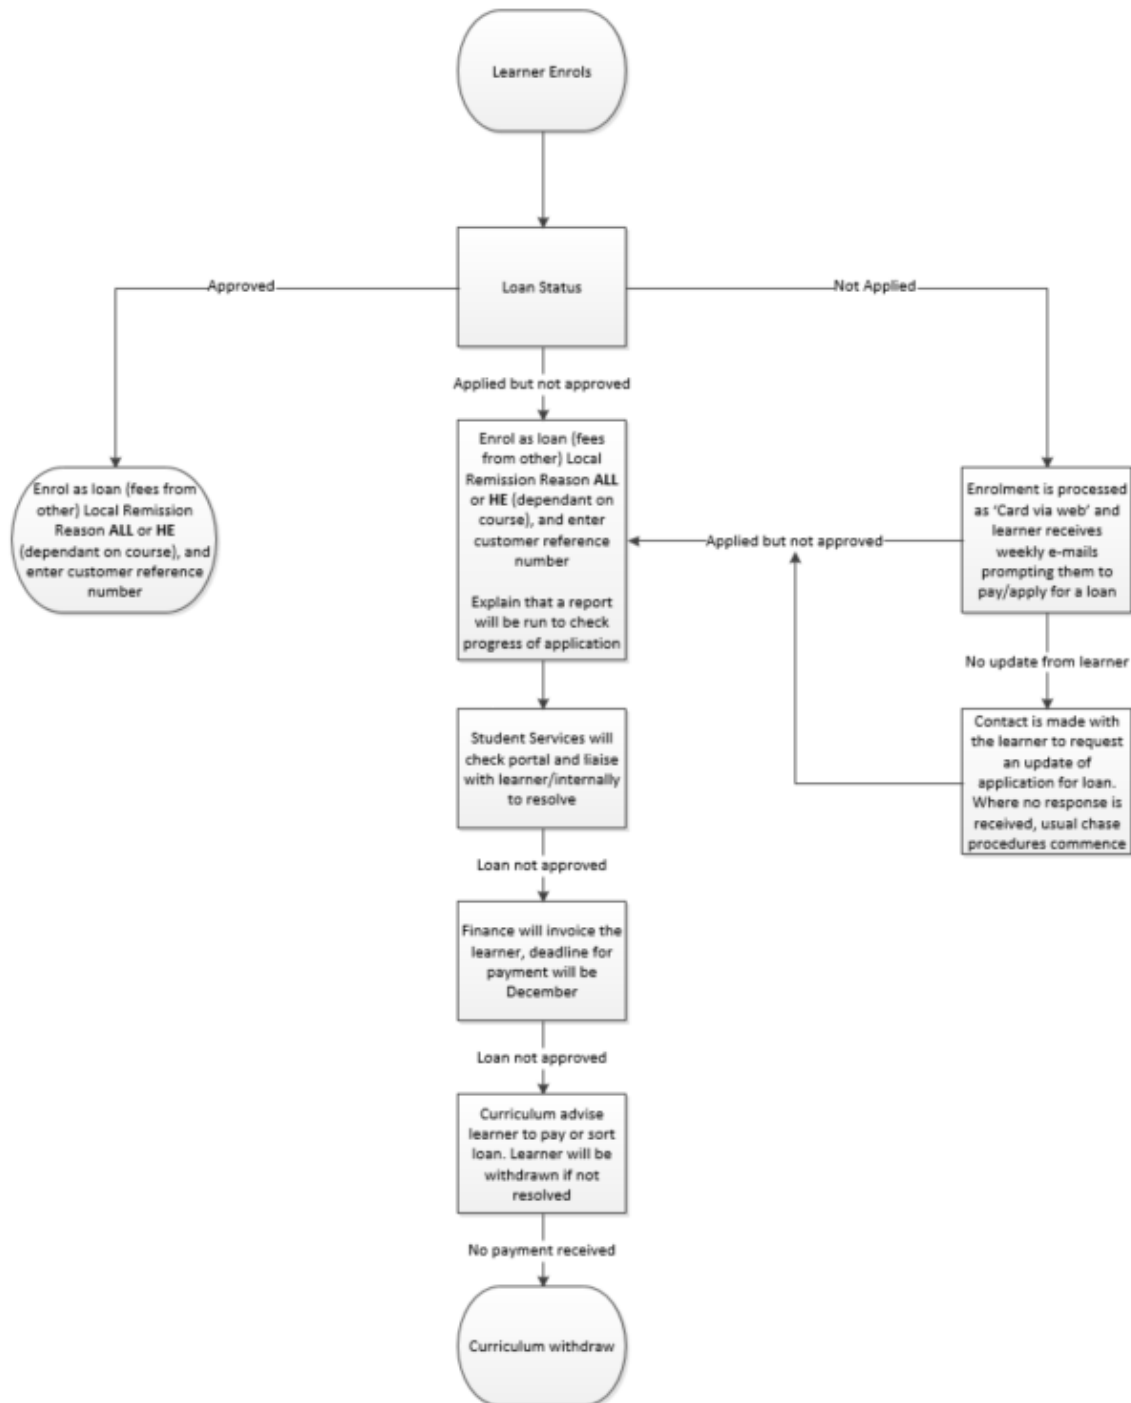 Learner Enrols
Loan Status
Approved
Not Applied
Applied but not approved
Enrol as loan (fees from
other) Local Remission
Reason ALL or HE
(dependant on course), and
enter customer reference
number
Enrol as loan (fees
from other) Local
Remission Reason ALL
or HE (dependant on
course), and enter
customer reference
number
Explain that a report
will be run to check
progress of application
Applied but not approved
Enrolment is processed
as ‘Card via web’ and
learner receives
weekly e-mails
prompting them to
pay/apply for a loan
No update from learner
Contact is made with
the learner to request
an update of
application for loan.
Where no response is
received, usual chase
procedures commence
Student Services will
check portal and liaise
with learner/internally
to resolve
Loan not approved
Finance will invoice the
learner, deadline for
payment will be
December
Loan not approved
Curriculum advise
learner to pay or sort
loan. Learner will be
withdrawn if not
resolved
No payment received
Curriculum withdraw